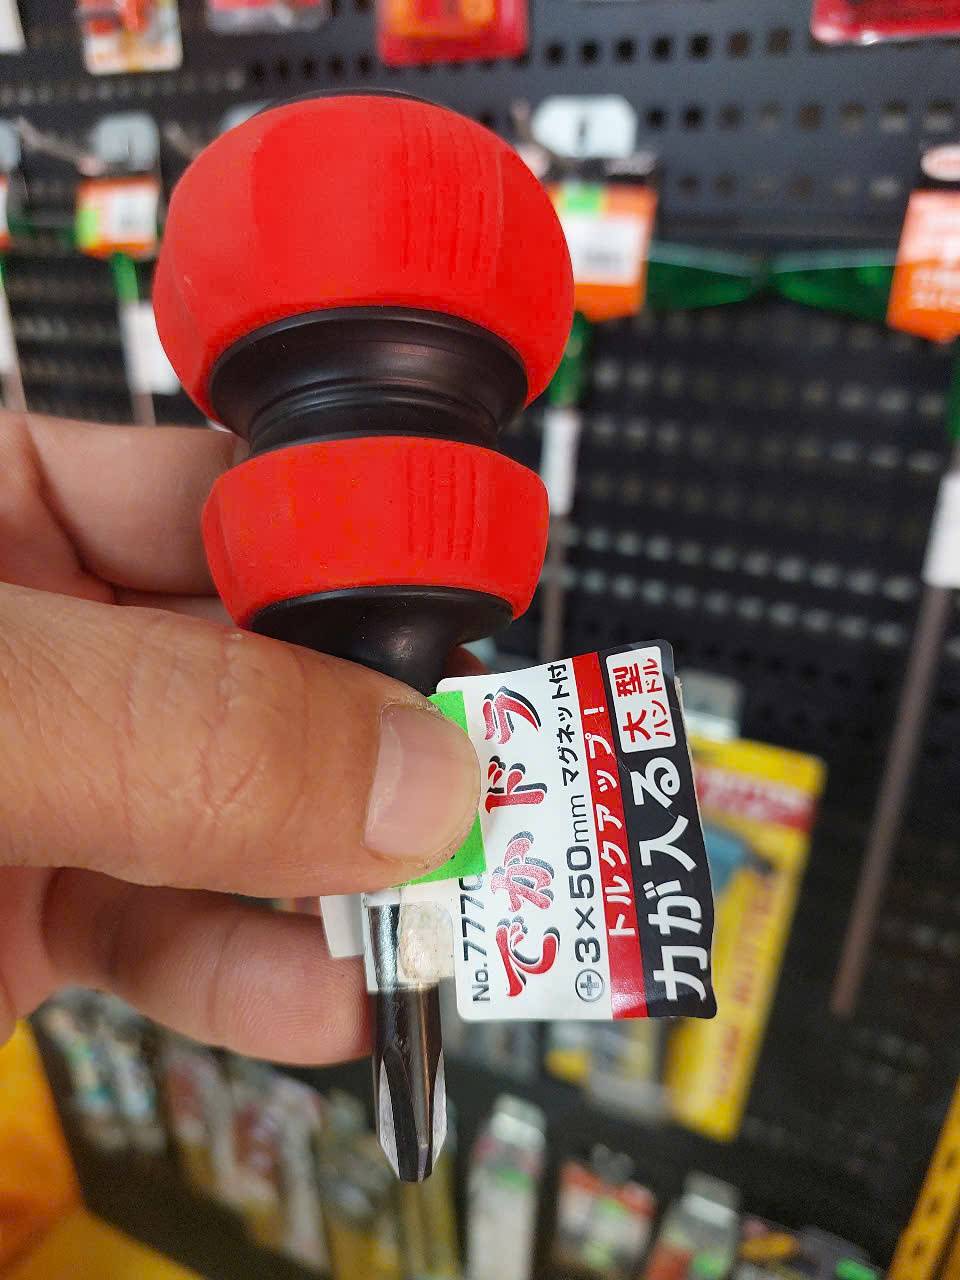 No.7770
でかドラ
⊕3×50mm マグネット付
トルクアップ!
力が入る
大型
ハンドル